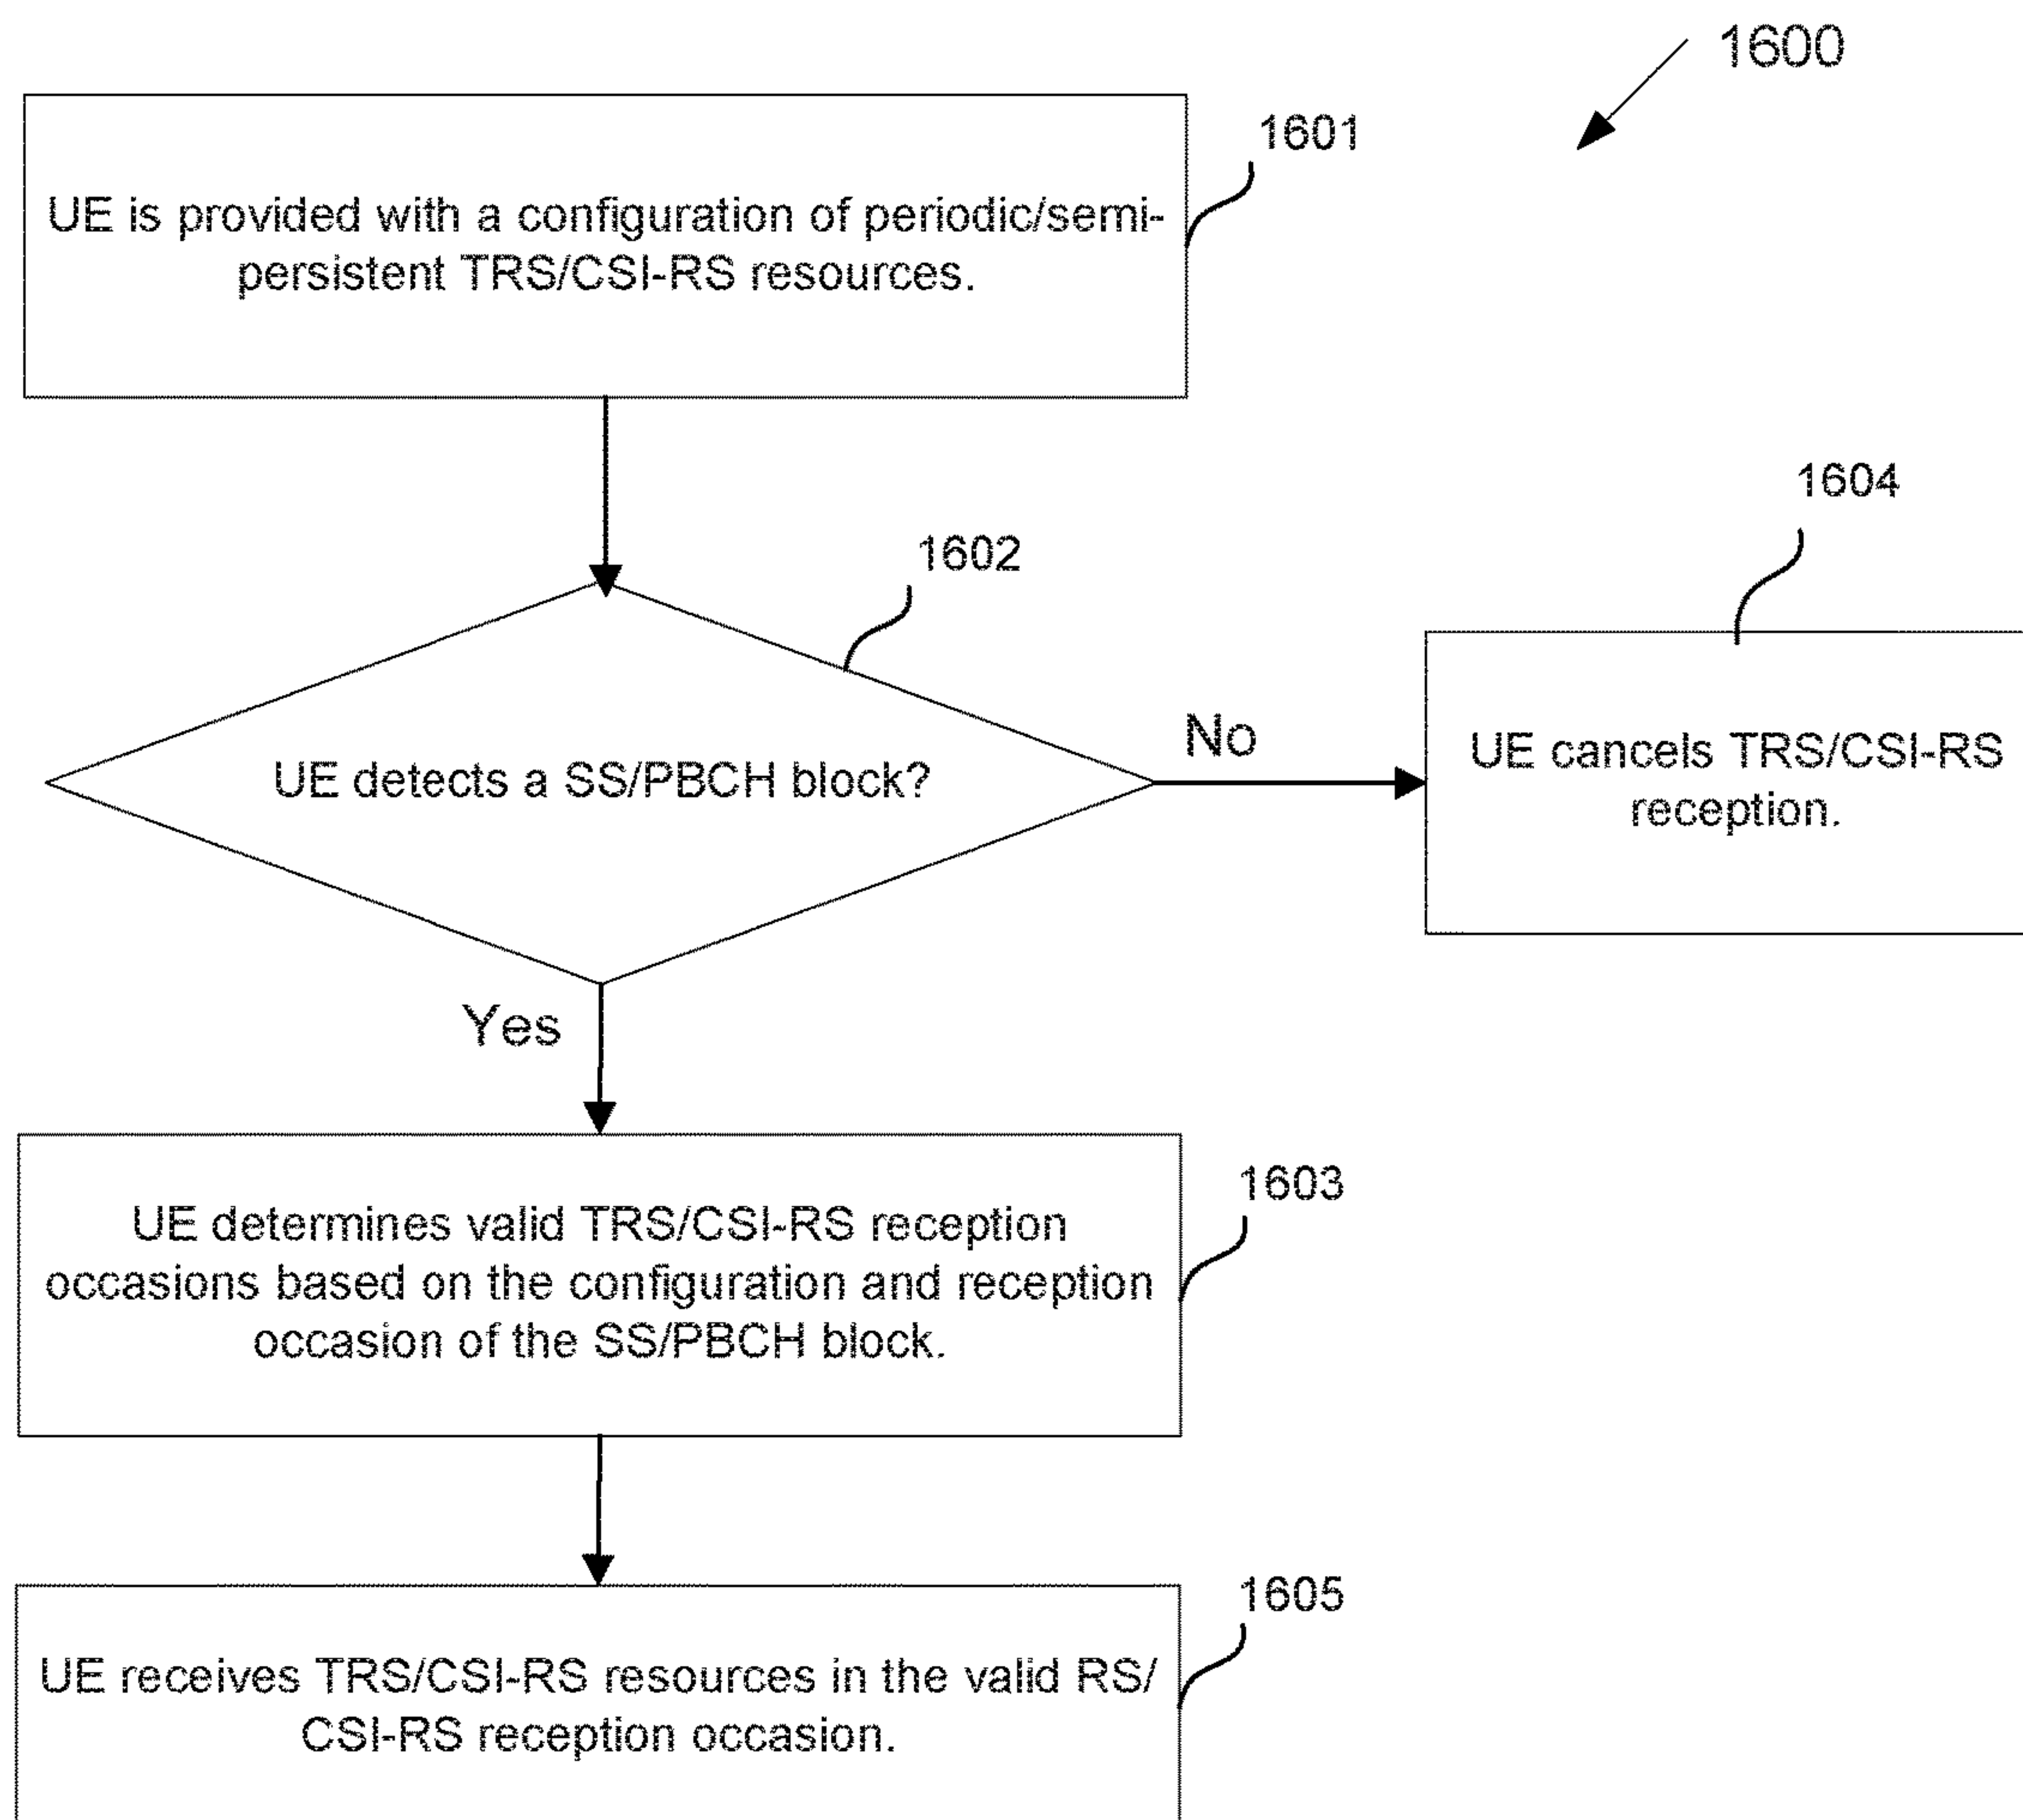 1600
1601
UE is provided with a configuration of periodic/semi-
persistent TRS/CSI-RS resources.
1602
UE detects a SS/PBCH block?
No
1604
UE cancels TRS/CSI-RS
reception.
Yes
1603
UE determines valid TRS/CSI-RS reception
occasions based on the configuration and reception
occasion of the SS/PBCH block.
1605
UE receives TRS/CSI-RS resources in the valid RS/
CSI-RS reception occasion.